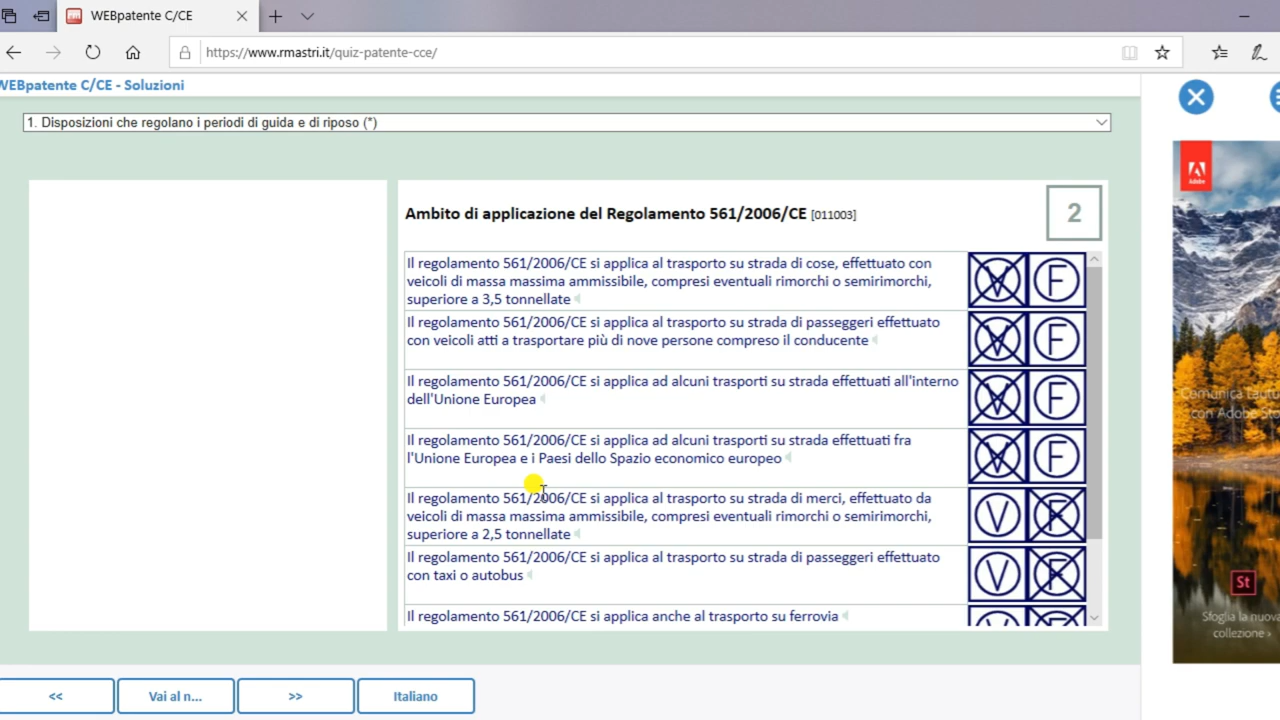 WEBpatente C/CE
https://www.rmastri.it/quiz-patente-cce/
WEBpatente C/CE - Soluzioni
1. Disposizioni che regolano i periodi di guida e di riposo (*)
Ambito di applicazione del Regolamento 561/2006/CE [011003]
2
Il regolamento 561/2006/CE si applica al trasporto su strada di cose, effettuato con
veicoli di massa massima ammissibile, compresi eventuali rimorchi o semirimorchi,
superiore a 3,5 tonnellate
V F
Il regolamento 561/2006/CE si applica al trasporto su strada di passeggeri effettuato
con veicoli atti a trasportare più di nove persone compreso il conducente
V F
Il regolamento 561/2006/CE si applica ad alcuni trasporti su strada effettuati all'interno
dell'Unione Europea
V F
Il regolamento 561/2006/CE si applica ad alcuni trasporti su strada effettuati fra
l'Unione Europea e i Paesi dello Spazio economico europeo
V F
Il regolamento 561/2006/CE si applica al trasporto su strada di merci, effettuato da
veicoli di massa massima ammissibile, compresi eventuali rimorchi o semirimorchi,
superiore a 2,5 tonnellate
V F
Il regolamento 561/2006/CE si applica al trasporto su strada di passeggeri effettuato
con taxi o autobus
V F
Il regolamento 561/2006/CE si applica anche al trasporto su ferrovia
<<
Vai al n...
>>
Italiano
Adobe
Comunica
con Adobe
St
Sfoglia la nuova
collezione ›